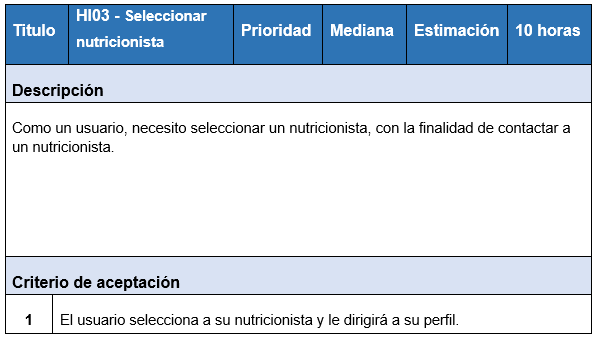 Titulo
HI03 - Seleccionar
nutricionista
Prioridad
Mediana
Estimación
10 horas
Descripción
Como un usuario, necesito seleccionar un nutricionista, con la finalidad de contactar a
un nutricionista.
Criterio de aceptación
1 El usuario selecciona a su nutricionista y le dirigirá a su perfil.